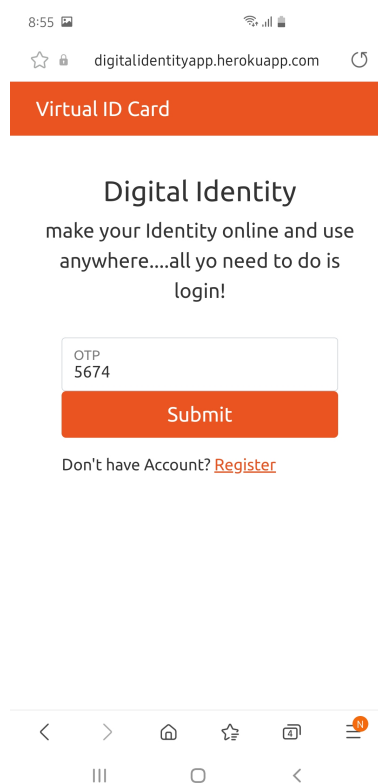 8:55
digitalidentityapp.herokuapp.com
Virtual ID Card
Digital Identity
make your Identity online and use
anywhere....all yo need to do is
login!
OTP
5674
Submit
Don't have Account? Register
4
N